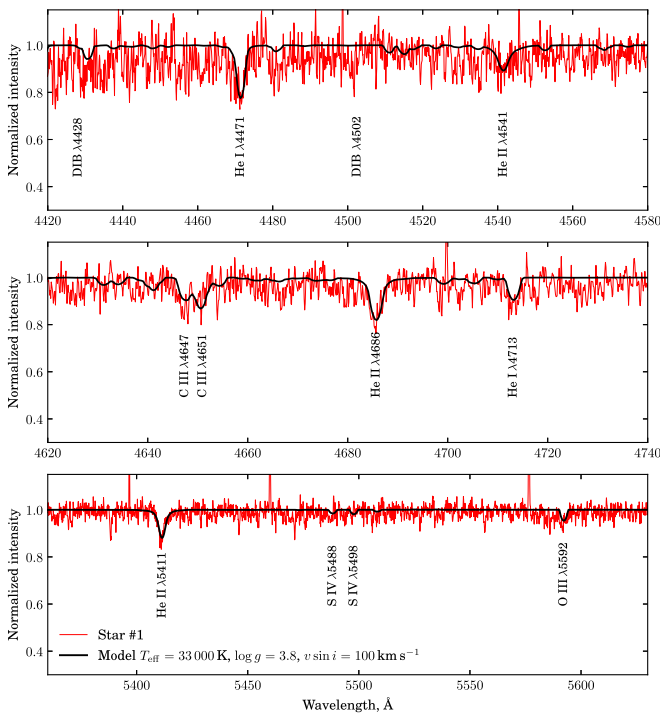 1.0
0.8
0.6
0.4
Normalized intensity
DIB λ4428
He I λ4471
DIB λ4502
He II λ4541
4420 4440 4460 4480 4500 4520 4540 4560 4580
1.0
0.8
0.6
0.4
Normalized intensity
C III λ4647
C III λ4651
He II λ4686
He I λ4713
4620 4640 4660 4680 4700 4720 4740
1.0
0.8
0.6
0.4
Normalized intensity
He II λ5411
S IV λ5488
S IV λ5498
O III λ5592
Star #1
Model T_eff = 33 000 K, log g = 3.8, v sin i = 100 km s⁻¹
5400 5450 5500 5550 5600
Wavelength, Å